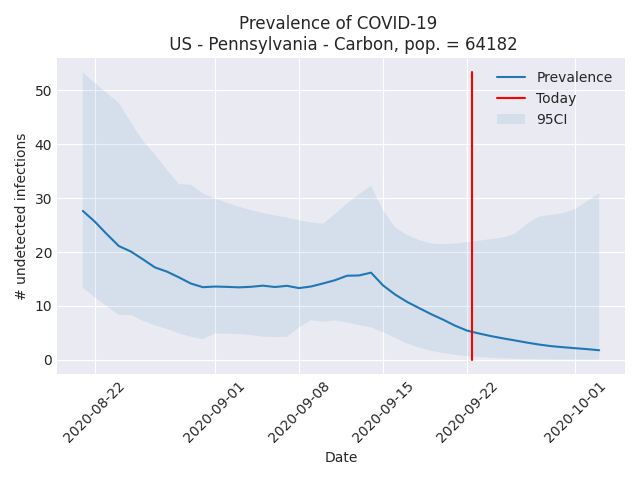 Prevalence of COVID-19
US - Pennsylvania - Carbon, pop. = 64182
50
40
30
20
10
0
# undetected infections
Prevalence
Today
95CI
2020-08-22
2020-09-01
2020-09-08
2020-09-15
2020-09-22
2020-10-01
Date